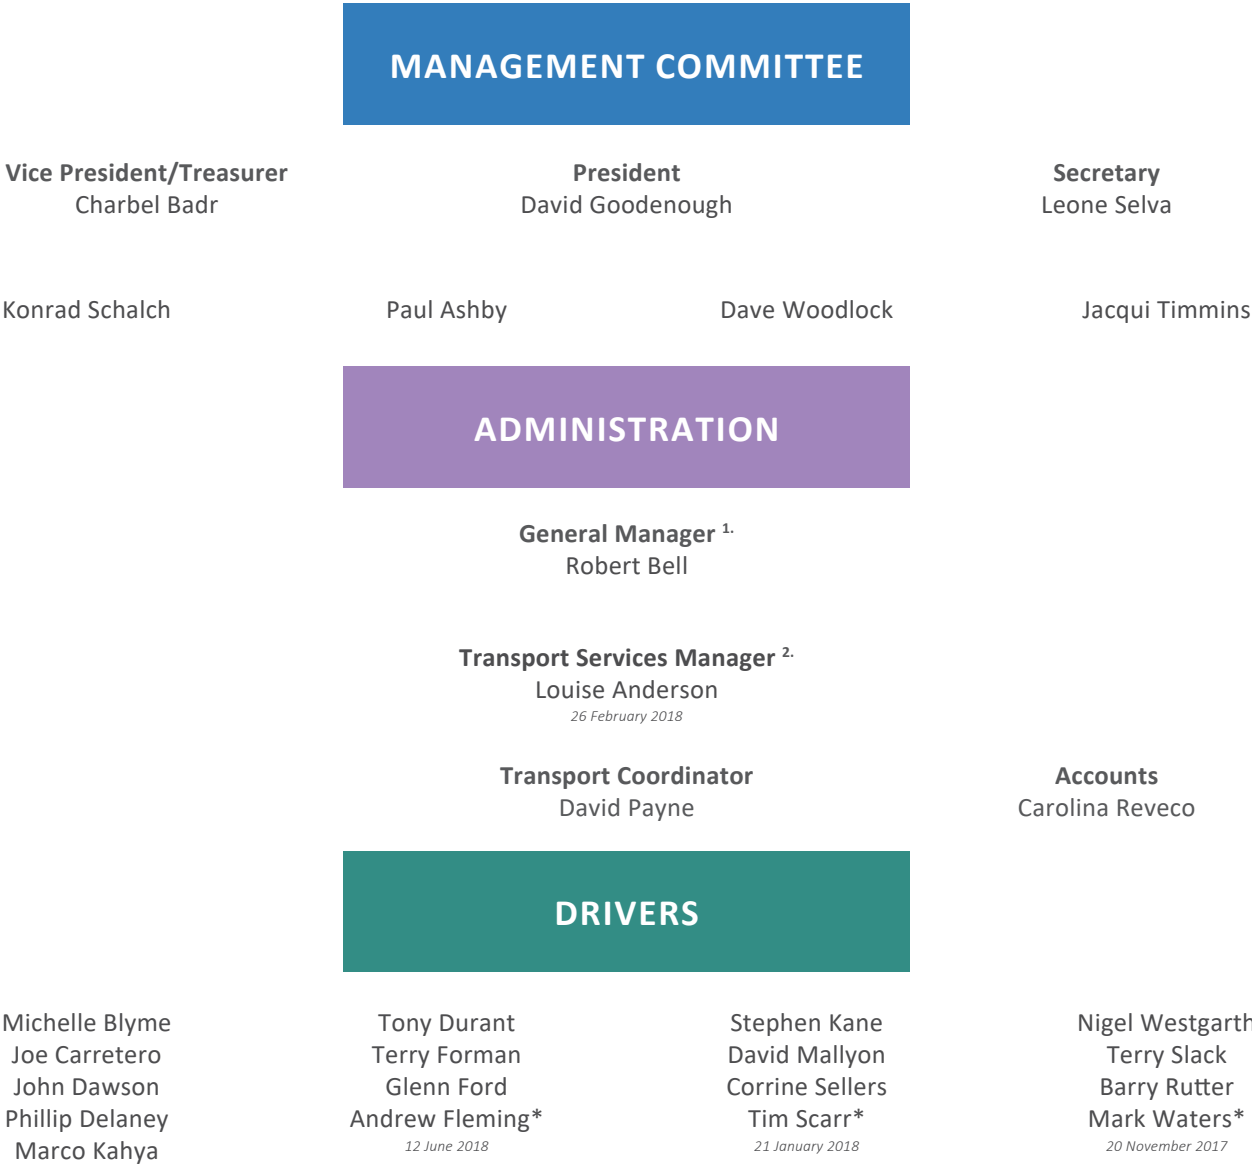 MANAGEMENT COMMITTEE
Vice President/Treasurer President Secretary
Charbel Badr David Goodenough Leone Selva
Konrad Schalch Paul Ashby Dave Woodlock Jacqui Timmins
ADMINISTRATION
General Manager 1.
Robert Bell
Transport Services Manager 2.
Louise Anderson
26 February 2018
Transport Coordinator Accounts
David Payne Carolina Reveco
DRIVERS
Michelle Blyme Tony Durant Stephen Kane Nigel Westgarth
Joe Carretero Terry Forman David Mallyon Terry Slack
John Dawson Glenn Ford Corrine Sellers Barry Rutter
Phillip Delaney Andrew Fleming* Tim Scarr* Mark Waters*
Marco Kahya 12 June 2018 21 January 2018 20 November 2017